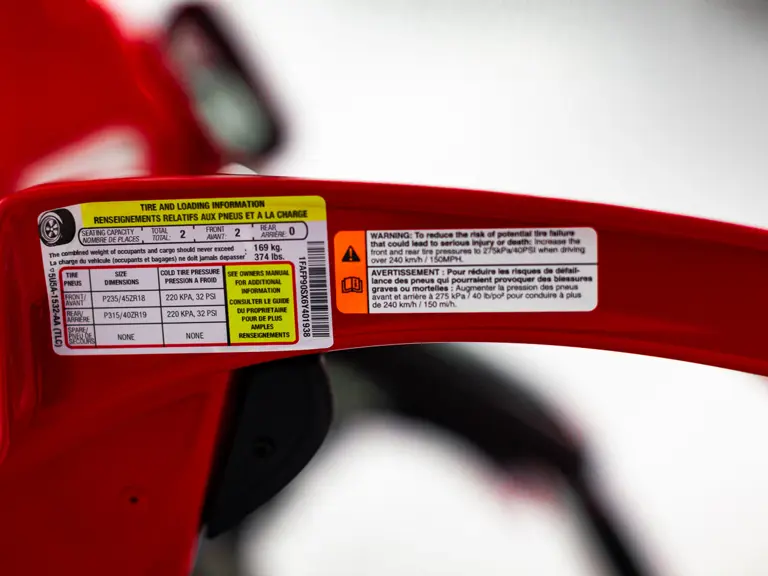 TIRE AND LOADING INFORMATION
RENSEIGNEMENTS RELATIFS AUX PNEUS ET A LA CHARGE
SEATING CAPACITY TOTAL 2 FRONT 2 REAR 0
NOMBRE DE PLACES TOTAL: AVANT: ARRIÈRE:
The combined weight of occupants and cargo should never exceed : 169 kg.
La charge du véhicule (occupants et bagages) ne doit jamais depasser 374 lbs.
TIRE SIZE COLD TIRE PRESSURE
PNEUS DIMENSIONS PRESSION A FROID
FRONT/ AVANT P235/45ZR18 220 KPA, 32 PSI
REAR/ ARRIÈRE P315/40ZR19 220 KPA, 32 PSI
SPARE/ PNEU DE SECOURS NONE NONE
SEE OWNERS MANUAL
FOR ADDITIONAL
INFORMATION
CONSULTER LE GUIDE
DU PROPRIETAIRE
POUR DE PLUS
AMPLES
RENSEIGNEMENTS
5U5A-1532-AA (TLC)
1FAFP90SX6Y401938
WARNING: To reduce the risk of potential tire failure
that could lead to serious injury or death: Increase the
front and rear tire pressures to 275kPa/40PSI when driving
over 240 km/h / 150MPH.
AVERTISSEMENT : Pour réduire les risques de défail-
lance des pneus qui pourraient provoquer des blessures
graves ou mortelles : Augmenter la pression des pneus
avant et arrière à 275 kPa / 40 lb/po² pour conduire à plus
de 240 km/h / 150 mi/h.